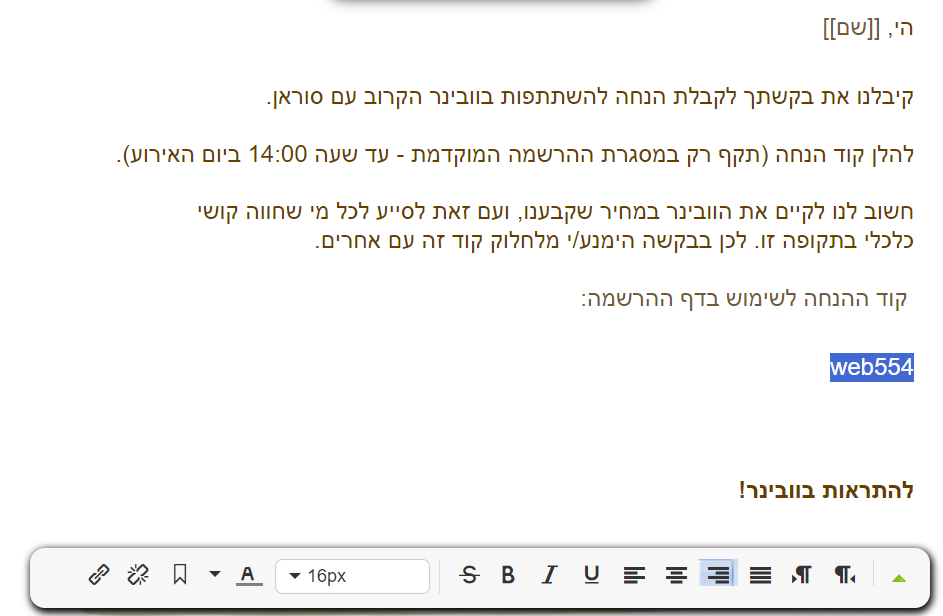 הי, [[שם]]
קיבלנו את בקשתך לקבלת הנחה להשתתפות בוובינר הקרוב עם סוראן.
להלן קוד הנחה (תקף רק במסגרת ההרשמה המוקדמת - עד שעה 14:00 ביום האירוע).
חשוב לנו לקיים את הוובינר במחיר שקבענו, ועם זאת לסייע לכל מי שחווה קושי
כלכלי בתקופה זו. לכן בבקשה הימנע/י מלחלוק קוד זה עם אחרים.
קוד ההנחה לשימוש בדף ההרשמה:
web554
להתראות בוובינר!
A 16px S B I U